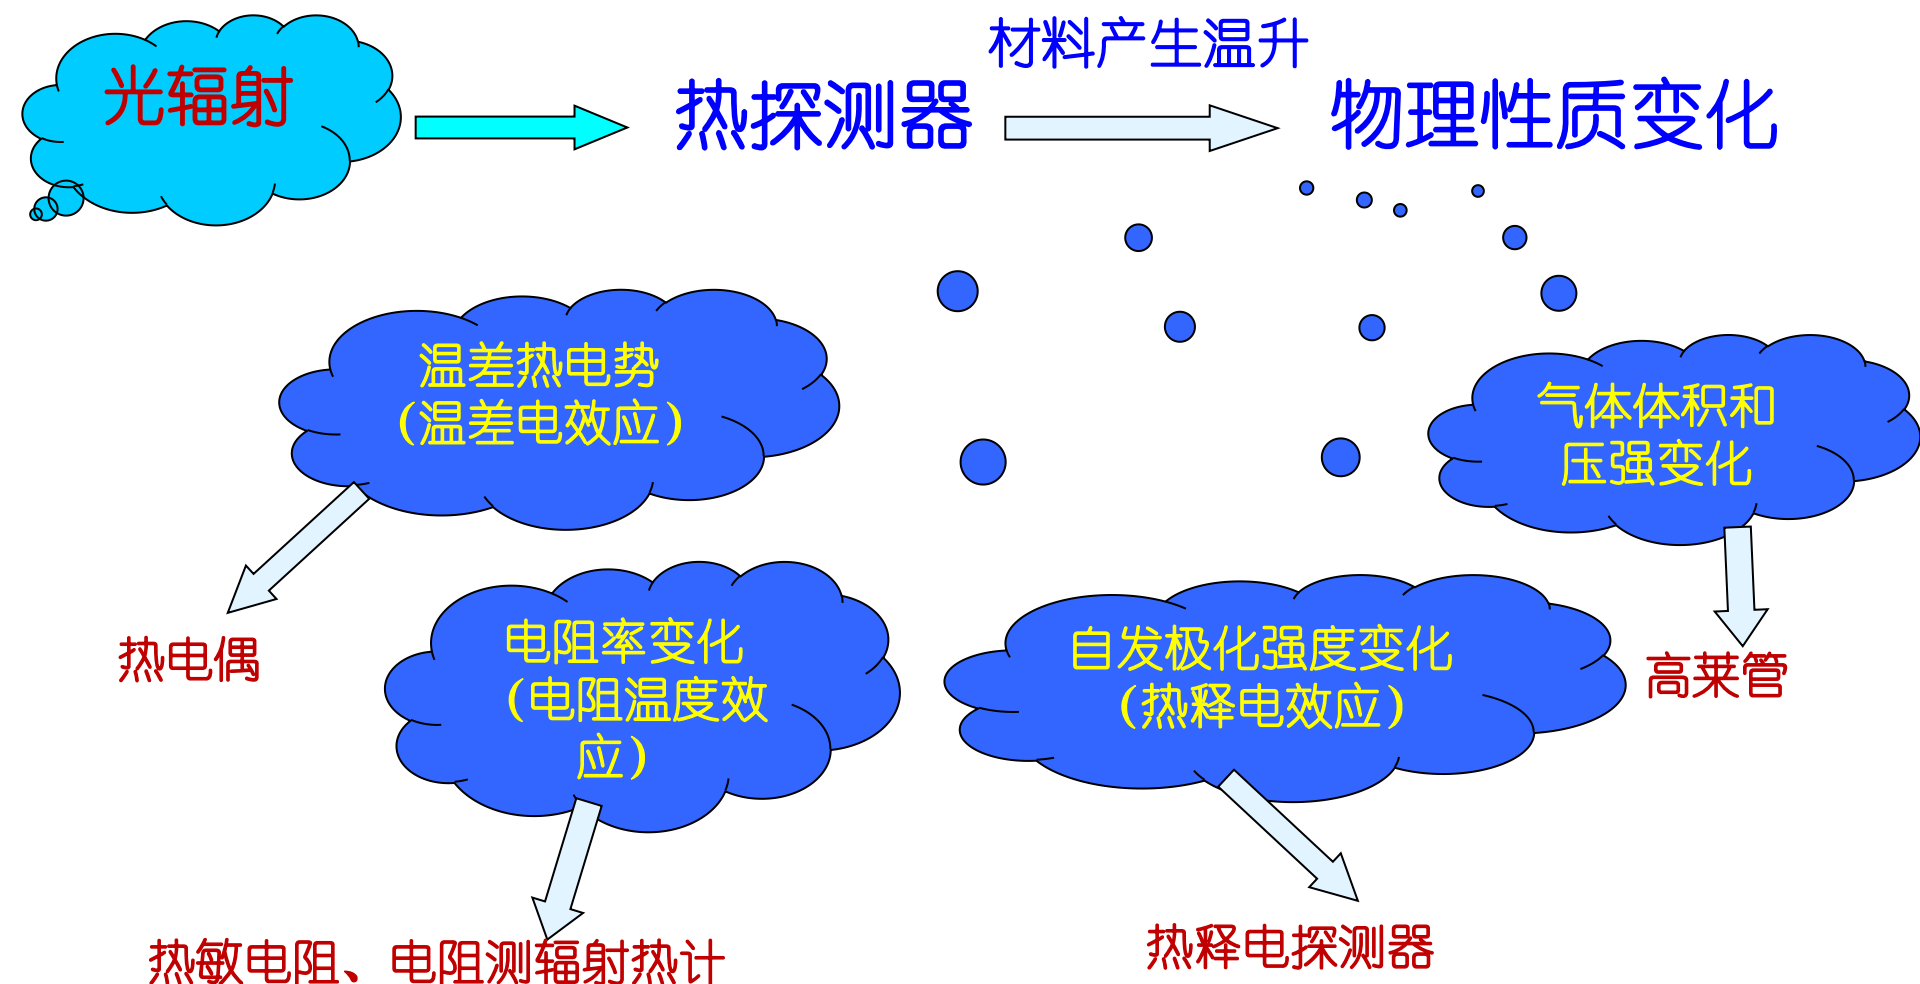 材料产生温升
光辐射
热探测器
物理性质变化
温差热电势
(温差电效应)
气体体积和
压强变化
热电偶
电阻率变化
(电阻温度效
应)
自发极化强度变化
(热释电效应)
高莱管
热敏电阻、电阻测辐射热计
热释电探测器